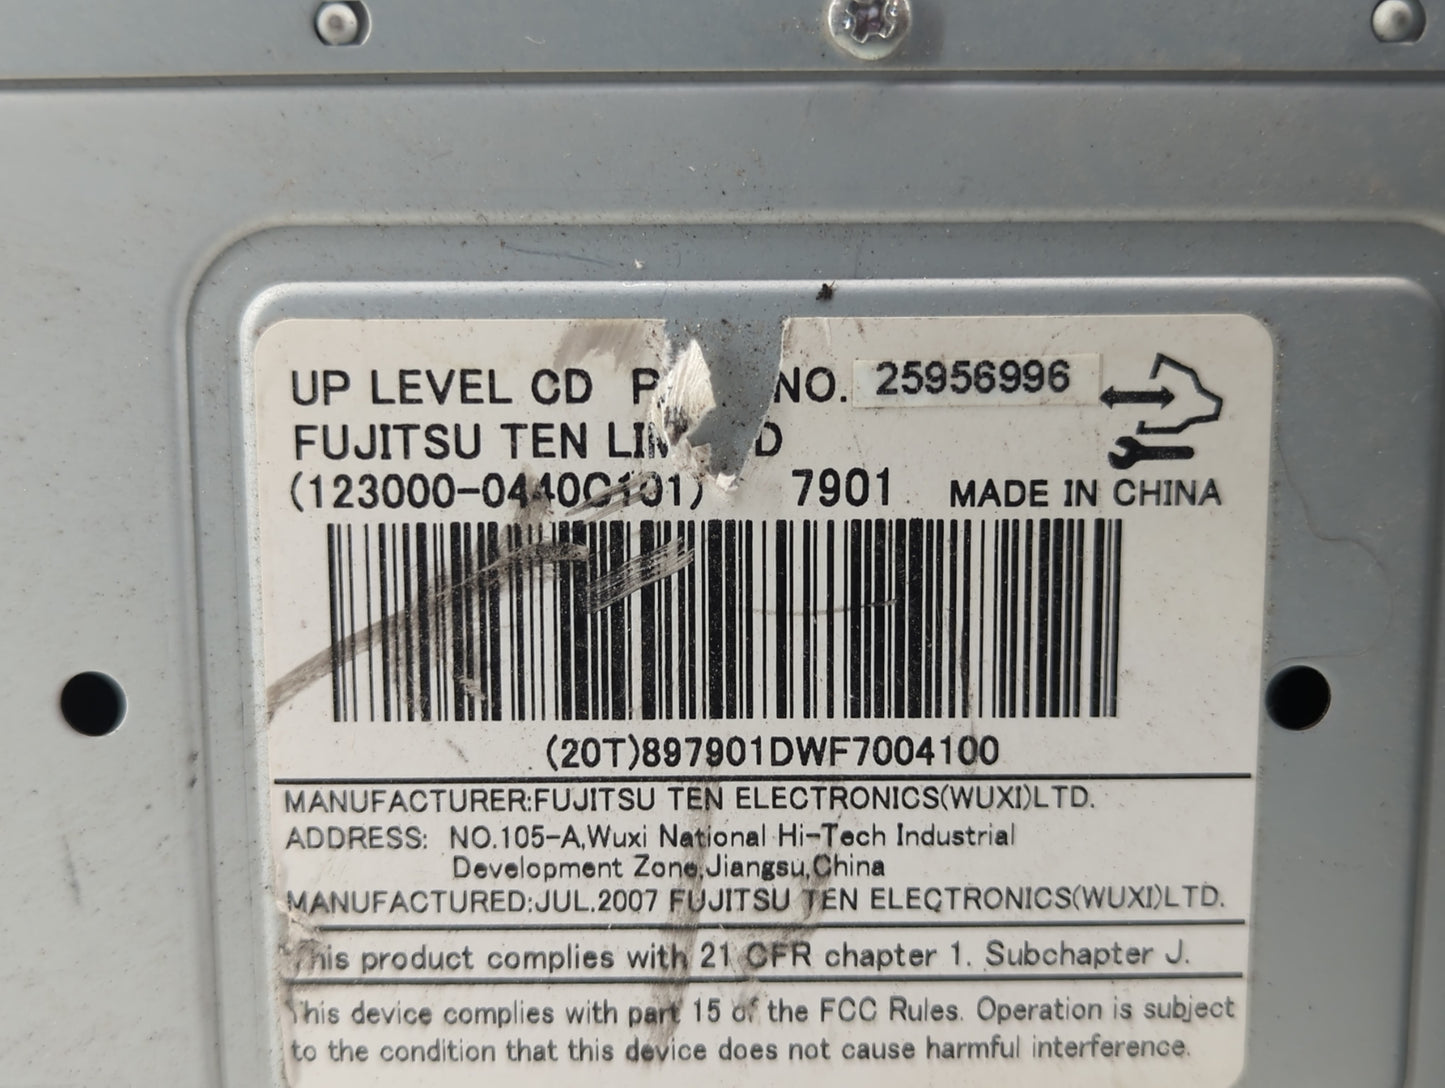 UP LEVEL CD NO. 25956996
FUJITSU TEN
(123000-0440C101) 7901 MADE IN CHINA
(20T)897901DWF7004100
MANUFACTURER:FUJITSU TEN ELECTRONICS(WUXI)LTD.
ADDRESS: NO.105-A,Wuxi National Hi-Tech Industrial
Development Zone,Jiangsu,China
MANUFACTURED:JUL.2007 FUJITSU TEN ELECTRONICS(WUXI)LTD.
This product complies with 21 CFR chapter 1. Subchapter J.
This device complies with part 15 of the FCC Rules. Operation is subject
to the condition that this device does not cause harmful interference.